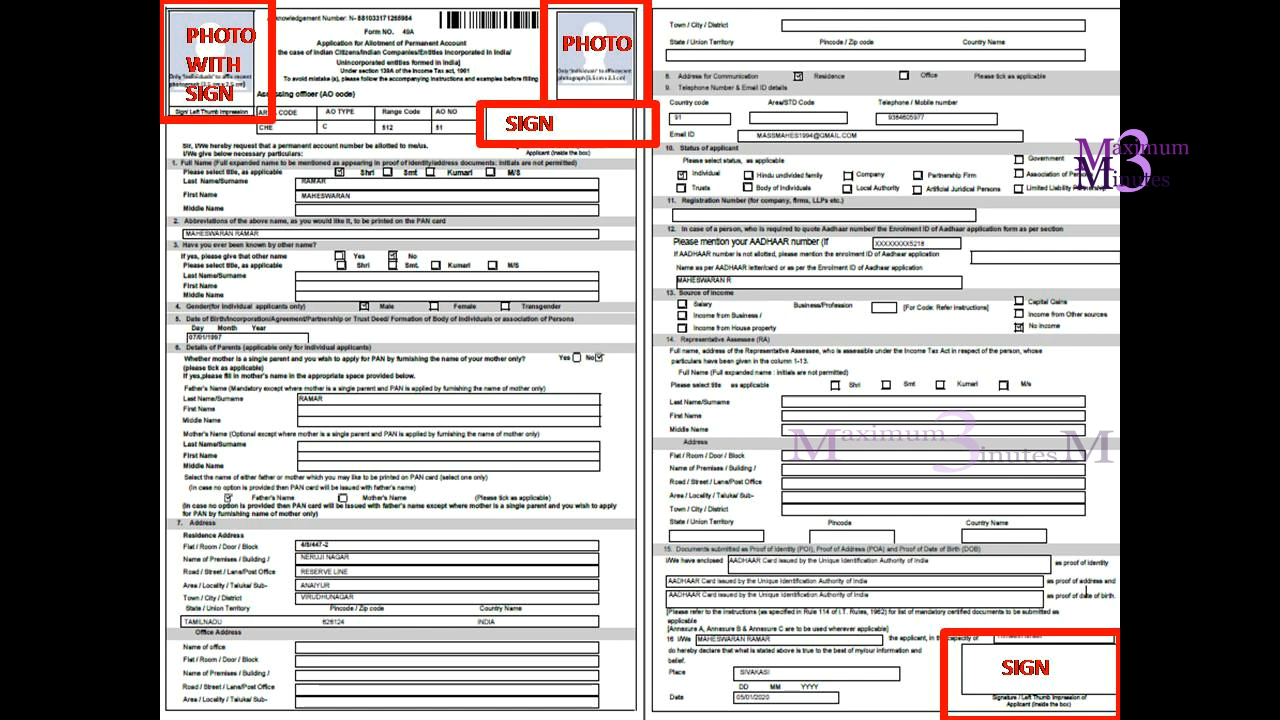 Acknowledgement Number: N- 881033171265984
Form NO. 49A
Application for Allotment of Permanent Account
the case of Indian Citizens/Indian Companies/Entities Incorporated in India/
Unincorporated entities formed in India]
Under section 139A of the Income Tax act, 1961
To avoid mistake (s), please follow the accompanying instructions and examples before filling
PHOTO
WITH
SIGN
PHOTO
Only "Individuals" to affix recent
photograph (3.5 cm x 2.5 cm)
Only "Individuals" to affix recent
photograph (3.5 cm x 2.5 cm)
Assessing officer (AO code)
Sign/ Left Thumb Impression
AREA CODE AO TYPE Range Code AO NO
CHE C 512 51
SIGN
Applicant (inside the box)
Sir, I/We hereby request that a permanent account number be allotted to me/us.
I/We give below necessary particulars:
1. Full Name (Full expanded name to be mentioned as appearing in proof of identity/address documents: initials are not permitted)
Please select title, as applicable Shri Smt Kumari M/S
Last Name/Surname RAMAR
First Name MAHESWARAN
Middle Name
2. Abbreviations of the above name, as you would like it, to be printed on the PAN card
MAHESWARAN RAMAR
3. Have you ever been known by other name?
If yes, please give that other name Yes No
Please select title, as applicable Shri Smt. Kumari M/S
Last Name/Surname
First Name
Middle Name
4. Gender(for individual applicants only) Male Female Transgender
5. Date of Birth/Incorporation/Agreement/Partnership or Trust Deed/ Formation of Body of individuals or association of Persons
Day Month Year
07/01/1997
6. Details of Parents (applicable only for individual applicants)
Whether mother is a single parent and you wish to apply for PAN by furnishing the name of your mother only? Yes No
(please tick as applicable)
If yes,please fill in mother's name in the appropriate space provided below.
Father's Name (Mandatory except where mother is a single parent and PAN is applied by furnishing the name of mother only)
Last Name/Surname RAMAR
First Name
Middle Name
Mother's Name (Optional except where mother is a single parent and PAN is applied by furnishing the name of mother only)
Last Name/Surname
First Name
Middle Name
Select the name of either father or mother which you may like to be printed on PAN card (select one only)
(In case no option is provided then PAN card will be issued with father's name)
Father's Name Mother's Name (Please tick as applicable)
(In case no option is provided then PAN card will be issued with father's name except where mother is a single parent and you wish to apply
for PAN by furnishing name of mother only)
7. Address
Residence Address
Flat / Room / Door / Block 4/8/447-2
Name of Premises / Building / NERUJI NAGAR
Road / Street / Lane/Post Office RESERVE LINE
Area / Locality / Taluka/ Sub- ANAIYUR
Town / City / District VIRUDHUNAGAR
State / Union Territory Pincode / Zip code Country Name
TAMILNADU 626124 INDIA
Office Address
Name of office
Flat / Room / Door / Block
Name of Premises / Building /
Road / Street / Lane/Post Office
Area / Locality / Taluka/ Sub-
Town / City / District
State / Union Territory Pincode / Zip code Country Name
8. Address for Communication Residence Office Please tick as applicable
9. Telephone Number & Email ID details
Country code Area/STD Code Telephone / Mobile number
91 9384605977
Email ID MASSMAHES1994@GMAIL.COM
10. Status of applicant
Please select status, as applicable Government
Individual Hindu undivided family Company Partnership Firm Association of Persons
Trusts Body of Individuals Local Authority Artificial Juridical Persons Limited Liability Partnership
Maximum 3 Minutes
11. Registration Number (for company, firms, LLPs etc.)
12. In case of a person, who is required to quote Aadhaar number/ the Enrolment ID of Aadhaar application form as per section
Please mention your AADHAAR number (if XXXXXXXX5218
If AADHAAR number is not allotted, please mention the enrolment ID of Aadhaar application
Name as per AADHAAR letter/card or as per the Enrolment ID of Aadhaar application
MAHESWARAN R
13. Source of Income
Salary Business/Profession [For Code: Refer instructions] Capital Gains
Income from Business / Income from Other sources
Income from House property No income
14. Representative Assessee (RA)
Full name, address of the Representative Assessee, who is assessible under the Income Tax Act in respect of the person, whose
particulars have been given in the column 1-13.
Full Name (Full expanded name : initials are not permitted)
Please select title as applicable Shri Smt Kumari M/s
Last Name/Surname
First Name
Middle Name
Address
Maximum 3 Minutes M
Flat / Room / Door / Block
Name of Premises / Building /
Road / Street / Lane/Post Office
Area / Locality / Taluka/ Sub-
Town / City / District
State / Union Territory Pincode Country Name
15. Documents submitted as Proof of Identity (POI), Proof of Address (POA) and Proof of Date of Birth (DOB)
I/We have enclosed AADHAAR Card issued by the Unique Identification Authority of India as proof of identity
AADHAAR Card issued by the Unique Identification Authority of India as proof of address and
AADHAAR Card issued by the Unique Identification Authority of India as proof of date of birth.
[Please refer to the instructions (as specified in Rule 114 of I.T. Rules, 1962) for list of mandatory certified documents to be submitted as
applicable
[Annexure A, Annexure B & Annexure C are to be used wherever applicable]
16 I/We MAHESWARAN RAMAR the applicant, in the capacity of
do hereby declare that what is stated above is true to the best of my/our information and
belief.
Place SIVAKASI
DD MM YYYY
Date 05/01/2020
SIGN
Signature / Left Thumb Impression of
Applicant (inside the box)